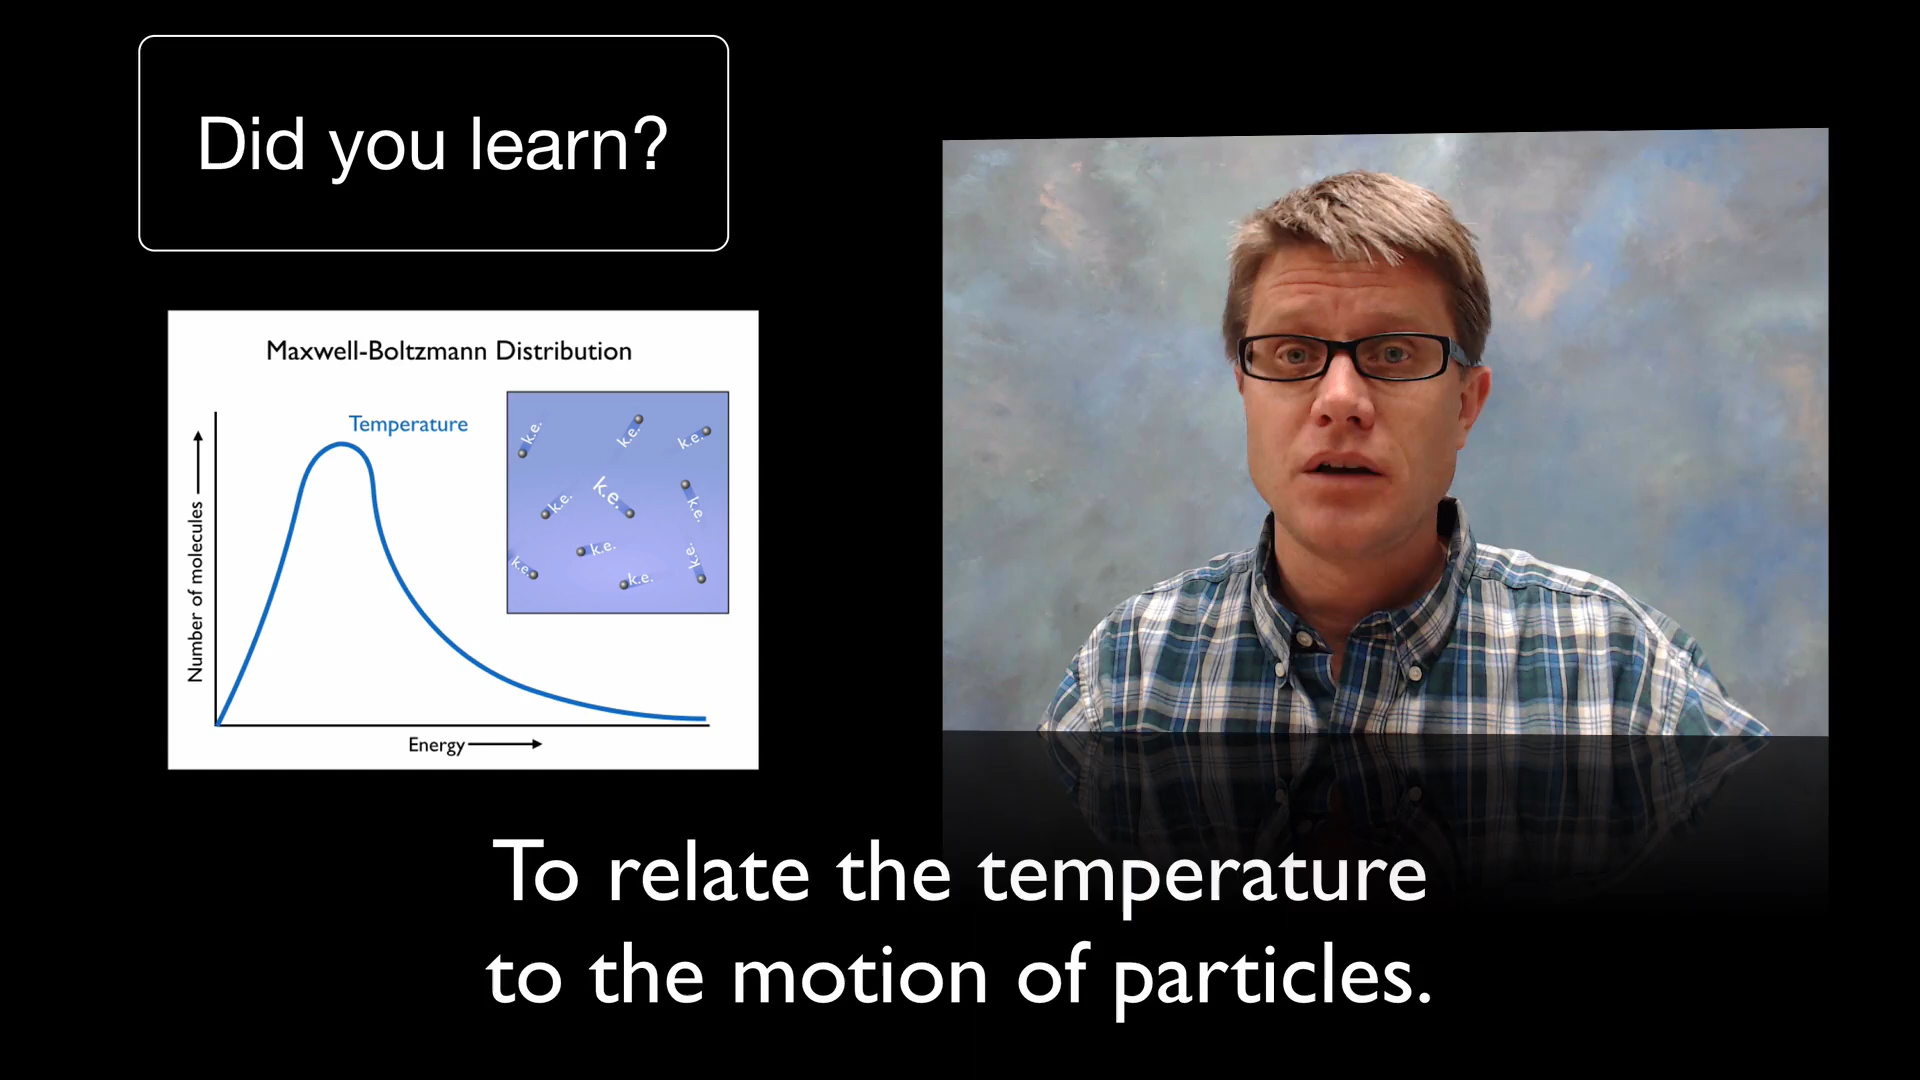 Did you learn?
Maxwell-Boltzmann Distribution
Temperature
Number of molecules
k.e.
k.e.
k.e.
k.e.
k.e.
k.e.
k.e.
k.e.
k.e.
k.e.
Energy
To relate the temperature
to the motion of particles.